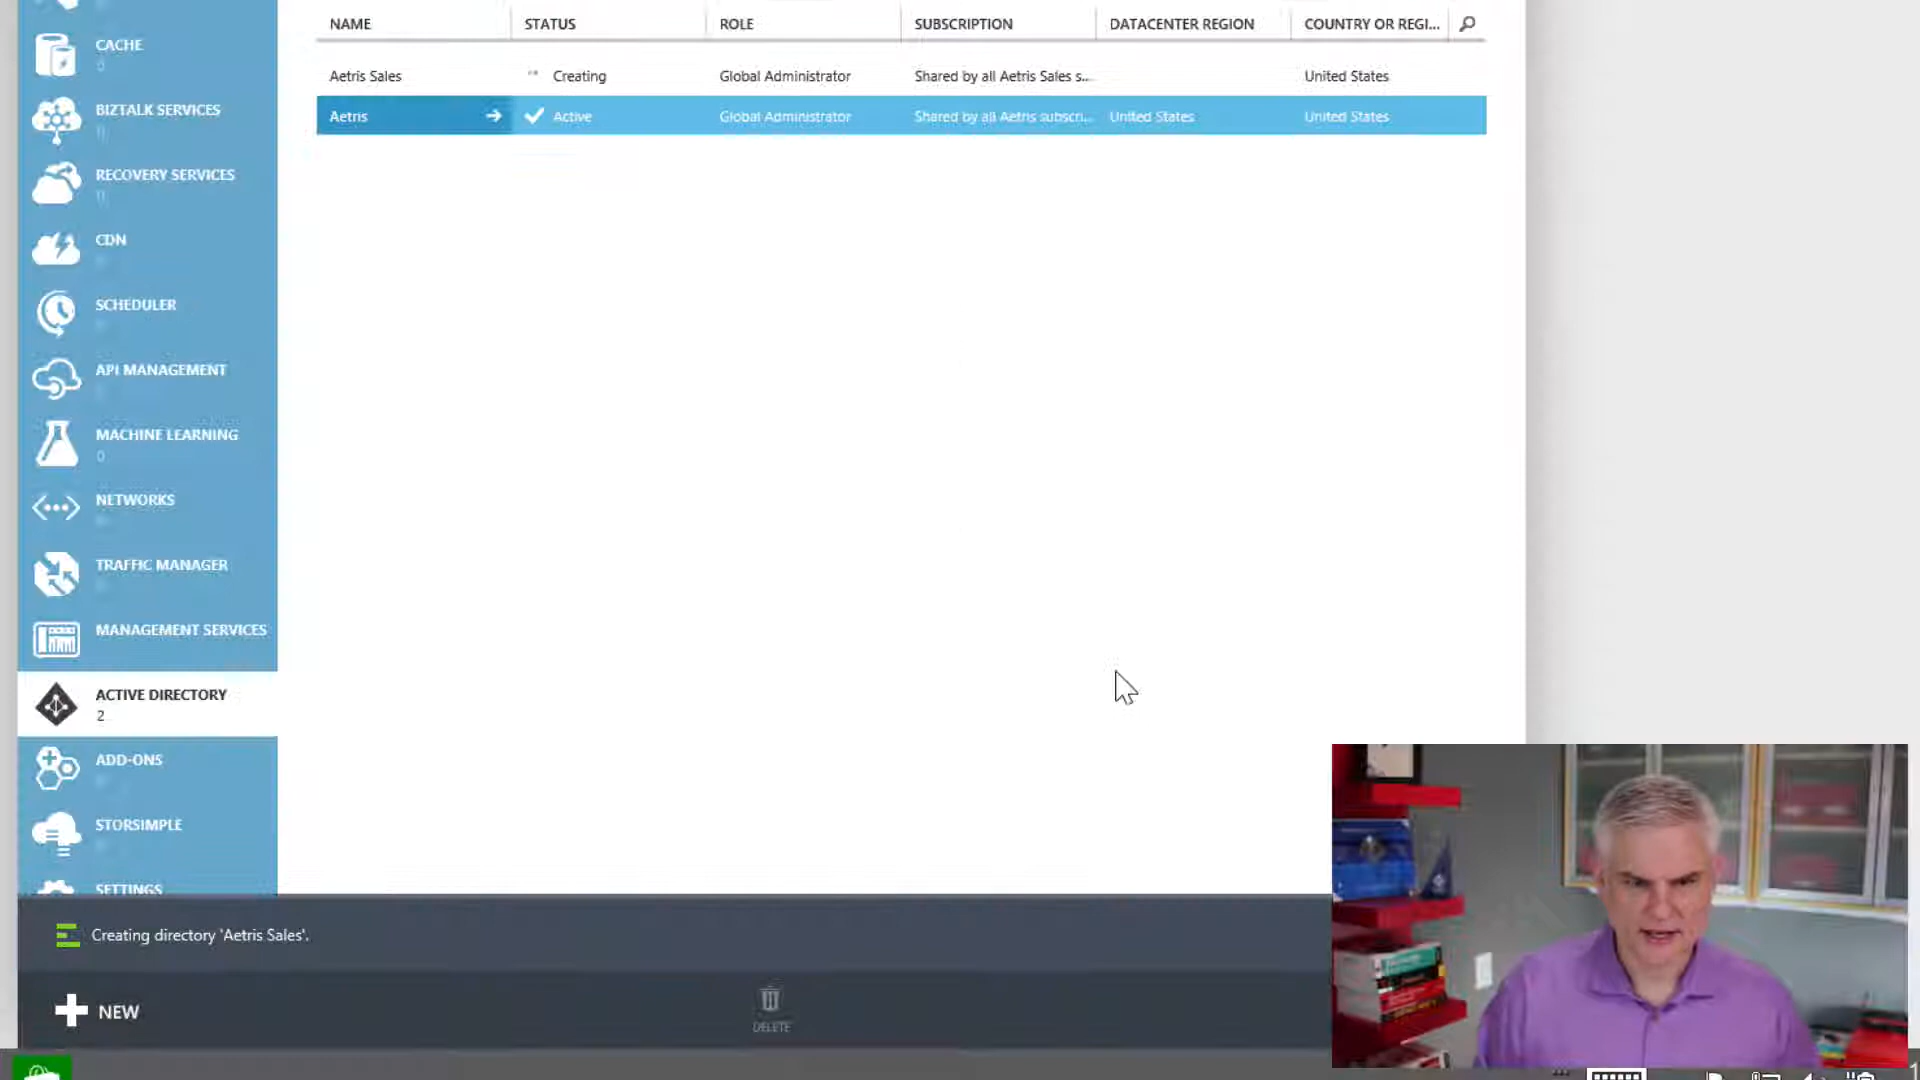 NAME STATUS ROLE SUBSCRIPTION DATACENTER REGION COUNTRY OR REGI...
Aetris Sales Creating Global Administrator Shared by all Aetris Sales s... United States
Aetris Active Global Administrator Shared by all Aetris subscri... United States United States
CACHE
0
BIZTALK SERVICES
0
RECOVERY SERVICES
0
CDN
SCHEDULER
API MANAGEMENT
MACHINE LEARNING
0
NETWORKS
TRAFFIC MANAGER
MANAGEMENT SERVICES
ACTIVE DIRECTORY
2
ADD-ONS
STORSIMPLE
SETTINGS
Creating directory 'Aetris Sales'.
NEW
DELETE